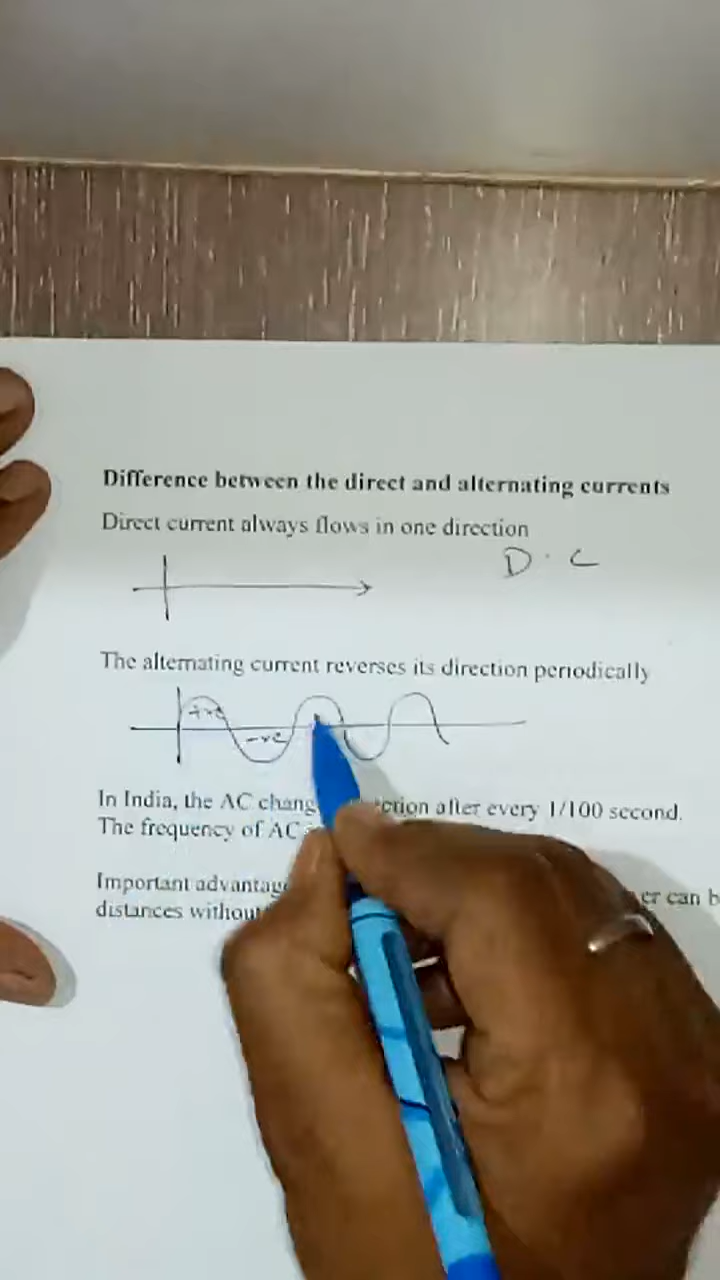 Difference between the direct and alternating currents
Direct current always flows in one direction
D.C
The alternating current reverses its direction periodically
+ve
-ve
In India, the AC chang ction after every 1/100 second.
The frequency of AC
Important advantag er can b
distances without